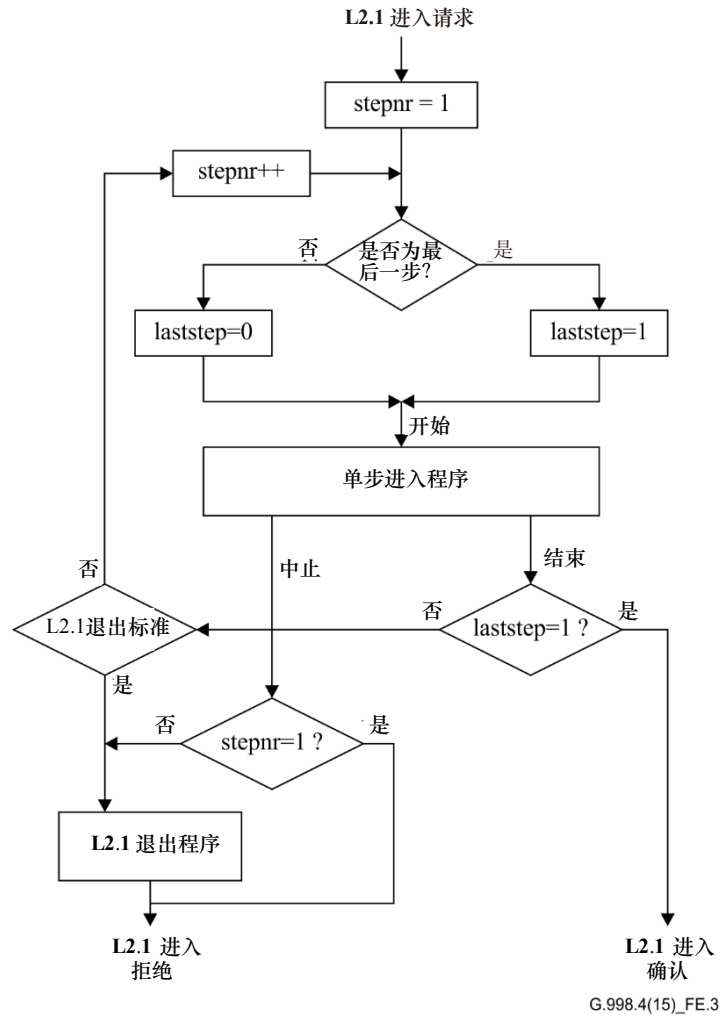 L2.1 进入请求
stepnr = 1
stepnr++
否
是否为最
后一步？
是
laststep=0
laststep=1
开始
单步进入程序
中止
结束
否
L2.1退出标准
否
laststep=1 ?
是
是
否
stepnr=1 ?
是
L2.1 退出程序
L2.1 进入
拒绝
L2.1 进入
确认
G.998.4(15)_FE.3